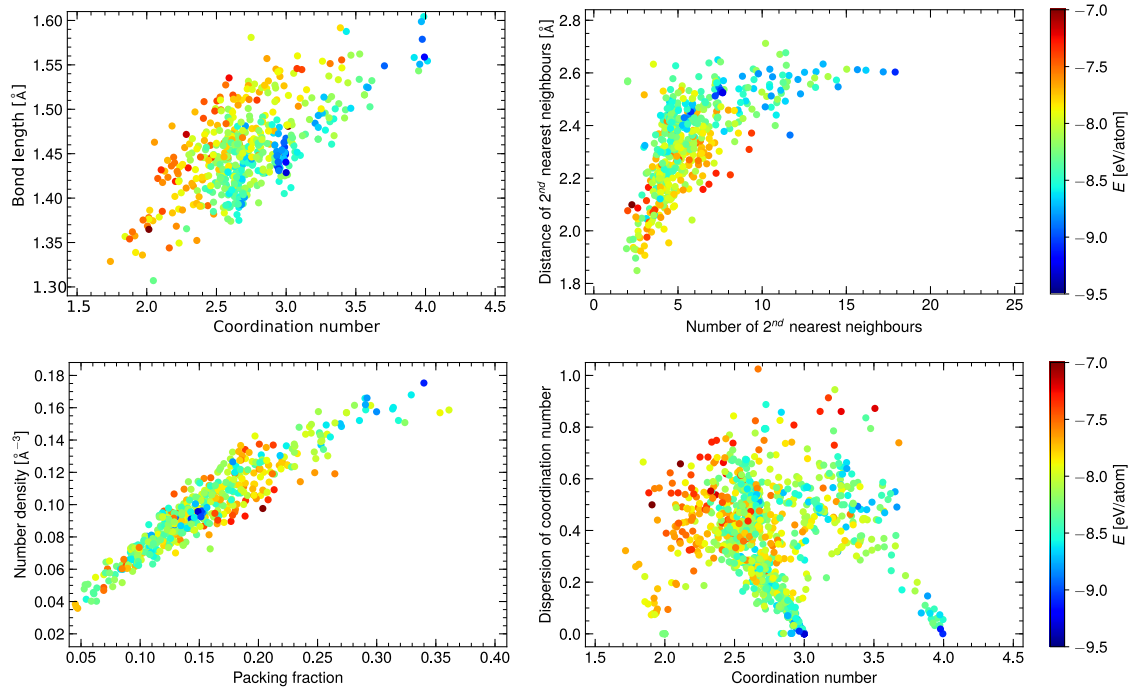 1.60
1.55
1.50
1.45
1.40
1.35
1.30
Bond length [Å]
1.5 2.0 2.5 3.0 3.5 4.0 4.5
Coordination number
2.8
2.6
2.4
2.2
2.0
1.8
Distance of 2nd nearest neighbours [Å]
0 5 10 15 20 25
Number of 2nd nearest neighbours
−7.0
−7.5
−8.0
−8.5
−9.0
−9.5
E [eV/atom]
0.18
0.16
0.14
0.12
0.10
0.08
0.06
0.04
0.02
Number density [Å−3]
0.05 0.10 0.15 0.20 0.25 0.30 0.35 0.40
Packing fraction
1.0
0.8
0.6
0.4
0.2
0.0
Dispersion of coordination number
1.5 2.0 2.5 3.0 3.5 4.0 4.5
Coordination number
−7.0
−7.5
−8.0
−8.5
−9.0
−9.5
E [eV/atom]